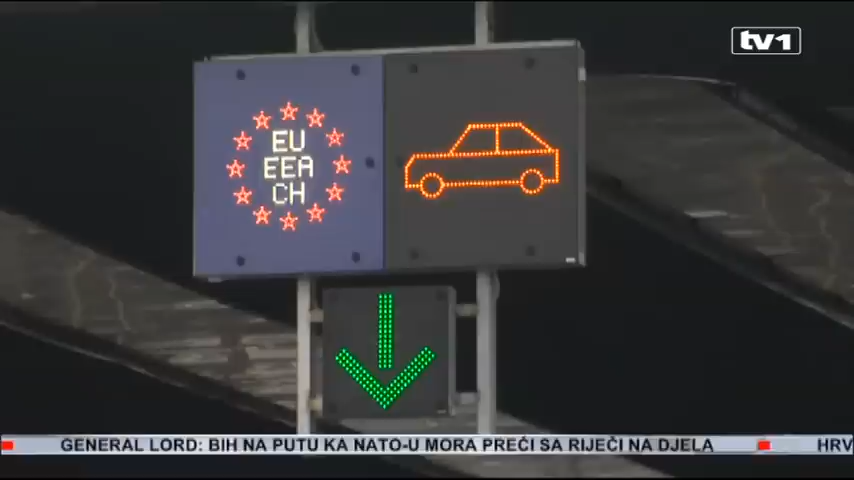 tv1
EU
EEA
CH
GENERAL LORD: BIH NA PUTU KA NATO-U MORA PREĆI SA RIJEČI NA DJELA
HRV